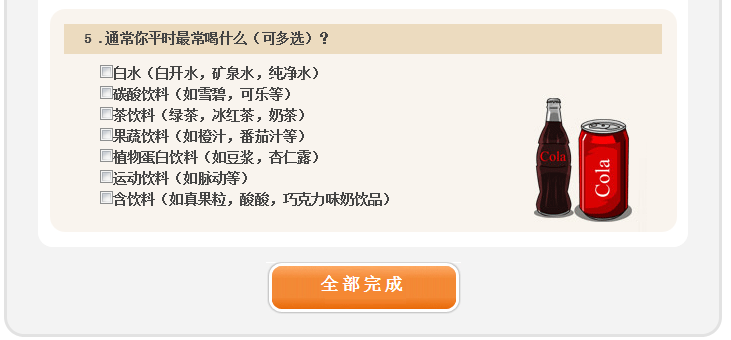 5 .通常你平时最常喝什么（可多选）？
白水（白开水，矿泉水，纯净水）
碳酸饮料（如雪碧，可乐等）
茶饮料（绿茶，冰红茶，奶茶）
果蔬饮料（如橙汁，番茄汁等）
植物蛋白饮料（如豆浆，杏仁露）
运动饮料（如脉动等）
含饮料（如真果粒，酸酸，巧克力味奶饮品）
Cola
Cola
全部完成